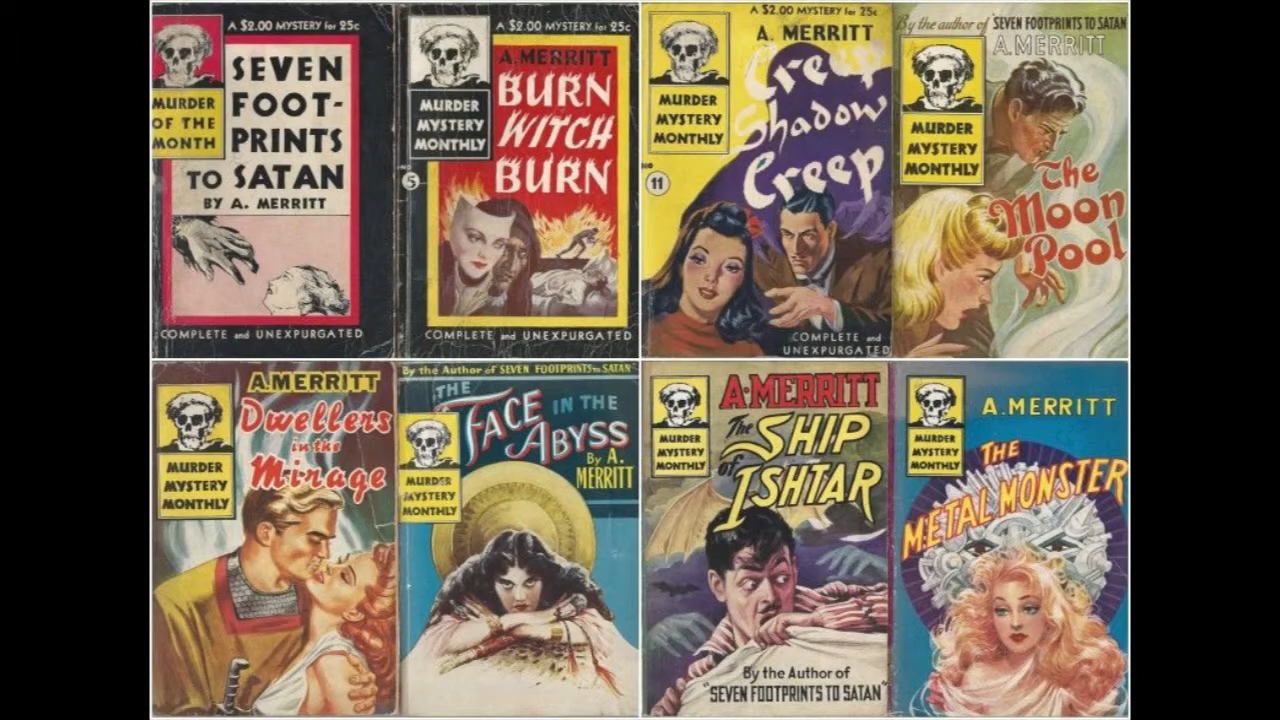 A $2.00 MYSTERY for 25c
MURDER
OF THE
MONTH
SEVEN
FOOT-
PRINTS
TO SATAN
BY A. MERRITT
COMPLETE and UNEXPURGATED
A $2.00 MYSTERY for 25c
A. MERRITT
BURN
WITCH
BURN
MURDER
MYSTERY
MONTHLY
NO
5
COMPLETE and UNEXPURGATED
A $2.00 MYSTERY for 25c
A. MERRITT
Creep
Shadow
Creep
MURDER
MYSTERY
MONTHLY
NO
11
COMPLETE and
UNEXPURGATED
By the author of "SEVEN FOOTPRINTS TO SATAN
A. MERRITT
MURDER
MYSTERY
MONTHLY
The
Moon
Pool
A. MERRITT
Dwellers
in the
Mirage
MURDER
MYSTERY
MONTHLY
By the Author of SEVEN FOOTPRINTS to SATAN"
THE
FACE IN THE
ABYSS
By A.
MERRITT
MURDER
MYSTERY
MONTHLY
A·MERRITT
The SHIP
of ISHTAR
MURDER
MYSTERY
MONTHLY
By the Author of
"SEVEN FOOTPRINTS TO SATAN"
A. MERRITT
THE
METAL MONSTER
MURDER
MYSTERY
MONTHLY